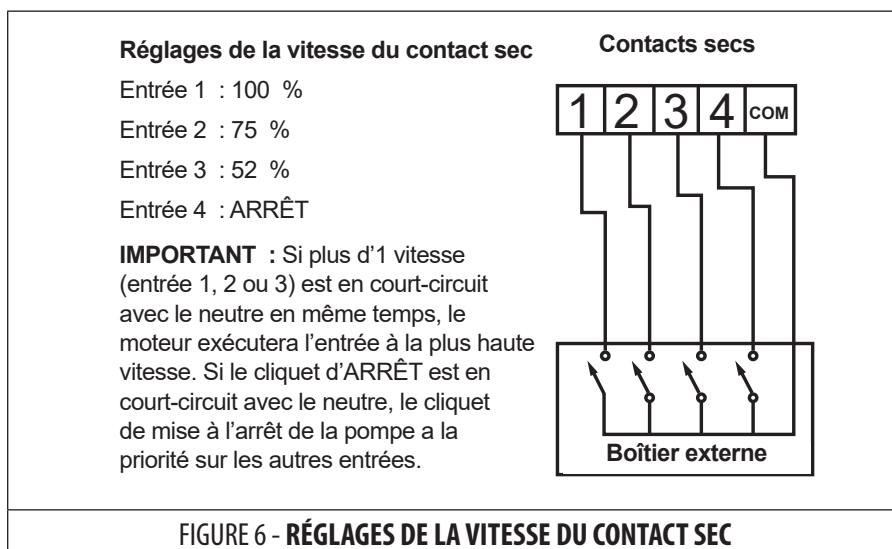 Réglages de la vitesse du contact sec
Entrée 1 : 100 %
Entrée 2 : 75 %
Entrée 3 : 52 %
Entrée 4 : ARRÊT
IMPORTANT : Si plus d'1 vitesse
(entrée 1, 2 ou 3) est en court-circuit
avec le neutre en même temps, le
moteur exécutera l'entrée à la plus haute
vitesse. Si le cliquet d'ARRÊT est en
court-circuit avec le neutre, le cliquet
de mise à l'arrêt de la pompe a la
priorité sur les autres entrées.
Contacts secs
1 2 3 4 COM
Boîtier externe
FIGURE 6 - RÉGLAGES DE LA VITESSE DU CONTACT SEC